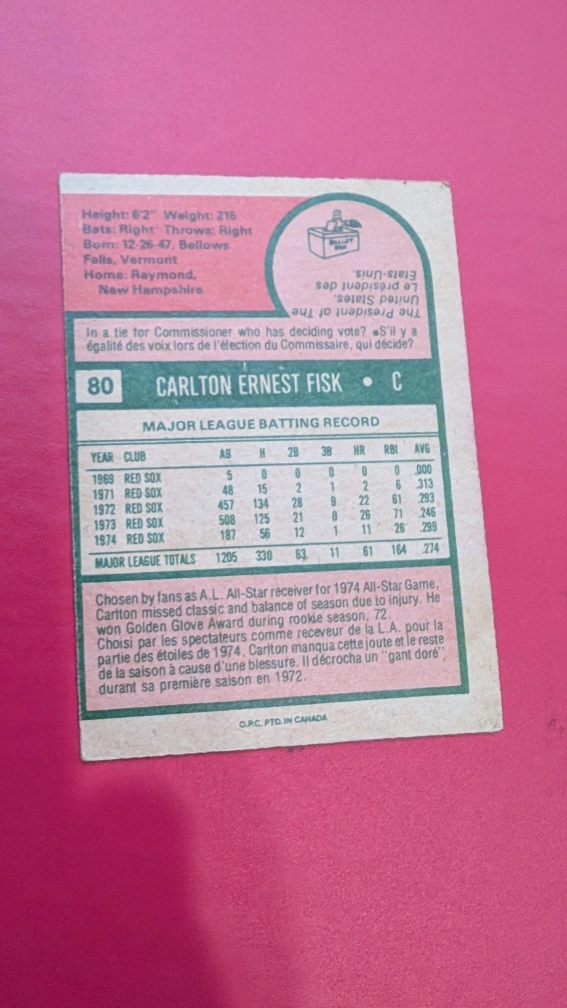 Height: 6'2" Weight: 215
Bats: Right Throws: Right
Born: 12-26-47, Bellows
Falls, Vermont
Home: Raymond,
New Hampshire
BALLOT
BOX
The President of The
United States.
Le président des
Etats-Unis.
In a tie for Commissioner who has deciding vote? •S'il y a
égalité des voix lors de l'élection du Commissaire, qui décide?
80 CARLTON ERNEST FISK • C
MAJOR LEAGUE BATTING RECORD
YEAR CLUB AB H 2B 3B HR RBI AVG
1969 RED SOX 5 0 0 0 0 0 .000
1971 RED SOX 48 15 2 1 2 6 .313
1972 RED SOX 457 134 28 9 22 61 .293
1973 RED SOX 508 125 21 0 26 71 .246
1974 RED SOX 187 56 12 1 11 26 .299
MAJOR LEAGUE TOTALS 1205 330 63 11 61 164 .274
Chosen by fans as A.L. All-Star receiver for 1974 All-Star Game,
Carlton missed classic and balance of season due to injury. He
won Golden Glove Award during rookie season, 72.
Choisi par les spectateurs comme receveur de la L.A. pour la
partie des étoiles de 1974, Carlton manqua cette joute et le reste
de la saison à cause d'une blessure. Il décrocha un "gant doré",
durant sa première saison en 1972.
O.P.C. PTD. IN CANADA